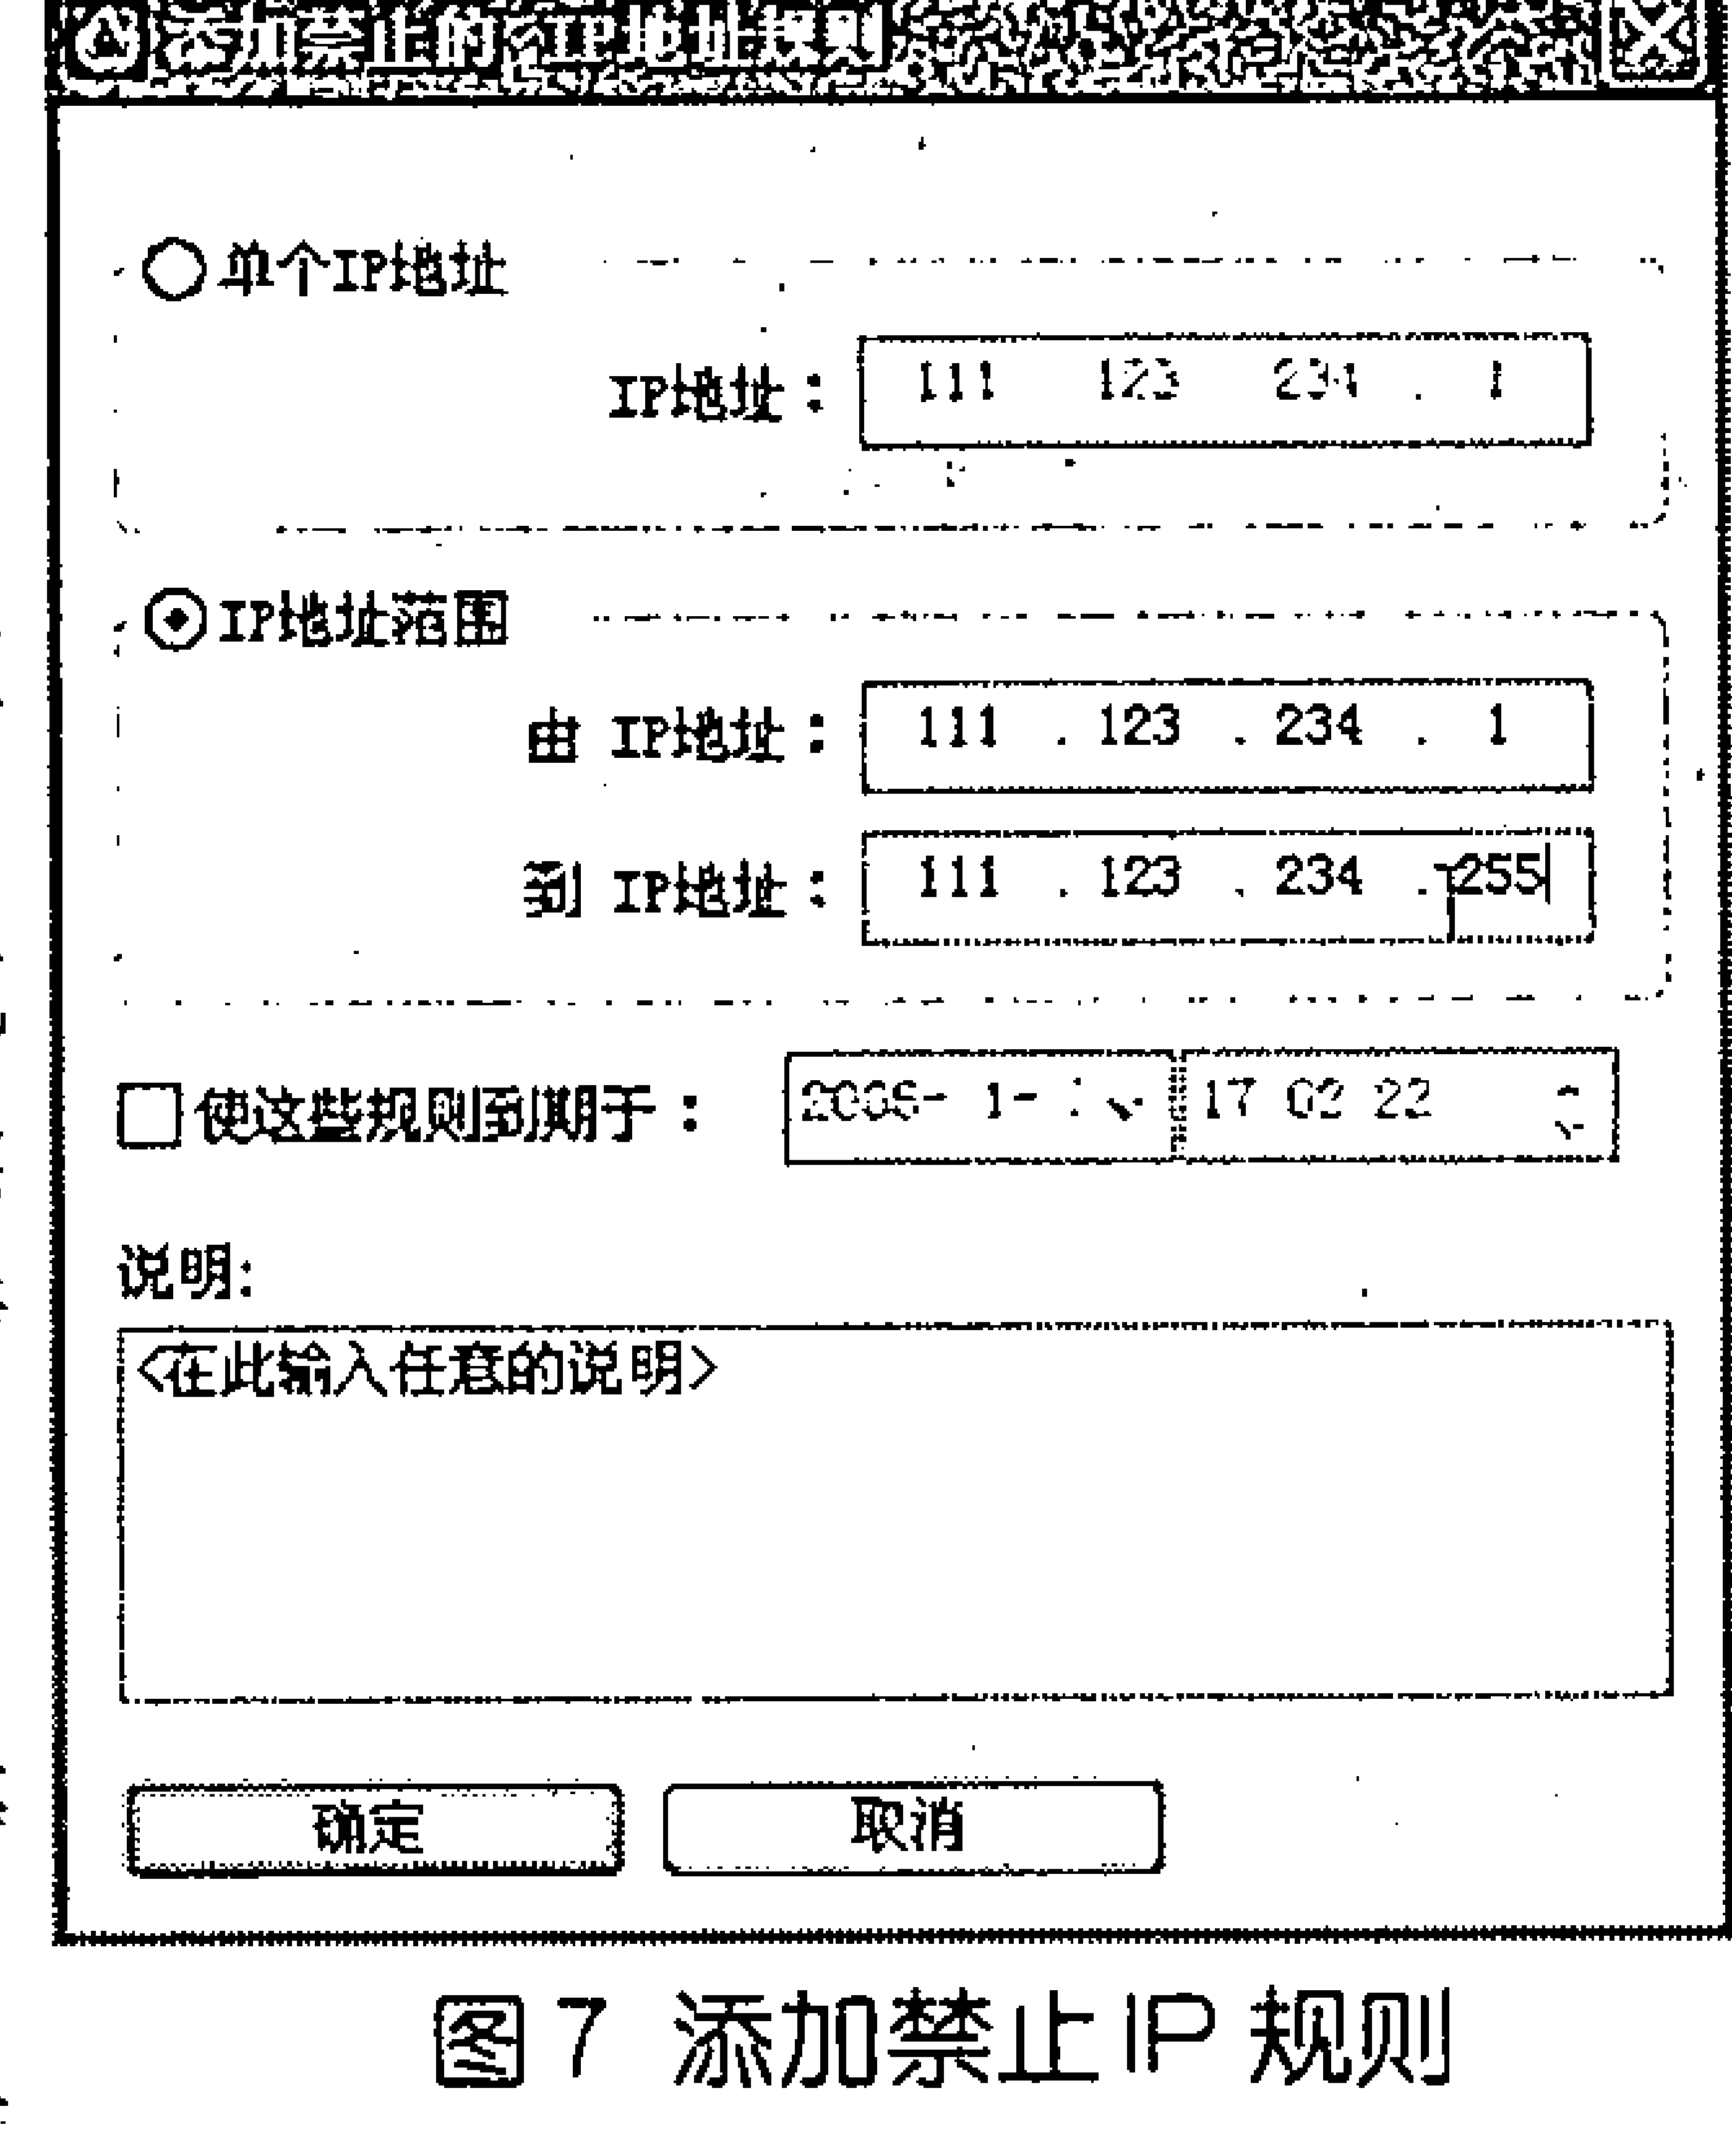 添加禁止的 IP地址规则
单个IP地址
IP地址： 111 123 234 . 1
IP地址范围
由 IP地址： 111 . 123 . 234 . 1
到 IP地址： 111 . 123 . 234 . 255
使这些规则到期于： 17 02 22
说明:
<在此输入任意的说明>
确定 取消
图 7 添加禁止 IP 规则